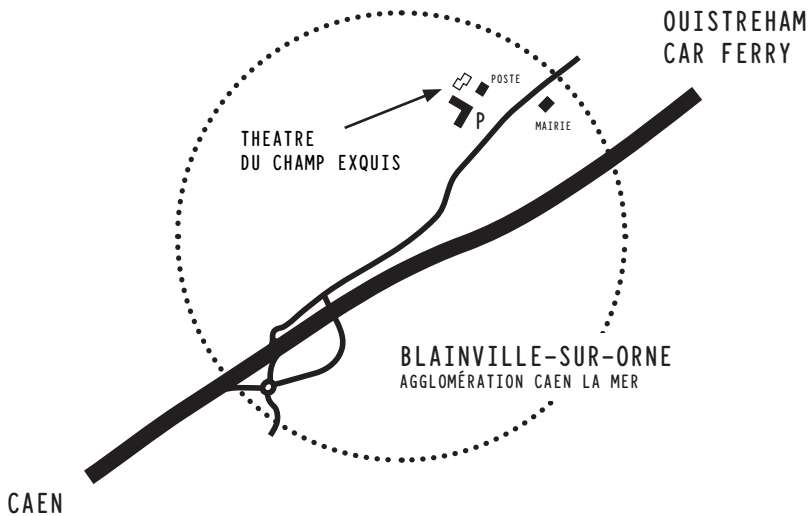 OUISTREHAM
CAR FERRY
POSTE
P
MAIRIE
THEATRE
DU CHAMP EXQUIS
BLAINVILLE-SUR-ORNE
AGGLOMÉRATION CAEN LA MER
CAEN